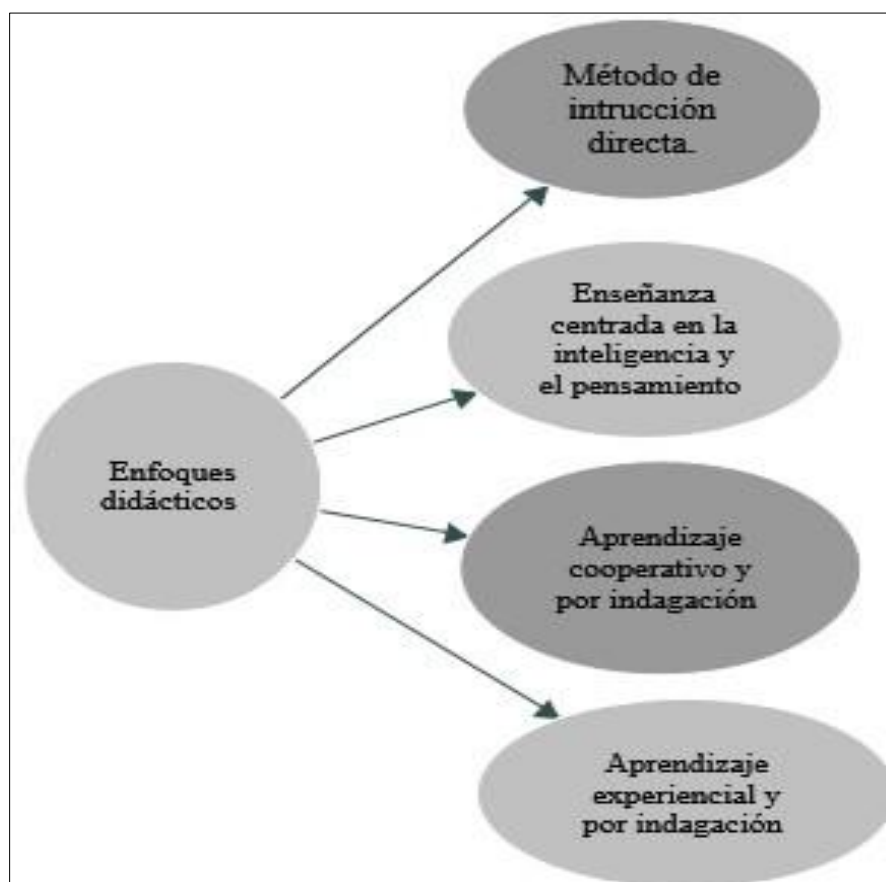 Método de
intrucción
directa.
Enseñanza
centrada en la
inteligencia y
el pensamiento
Enfoques
didácticos
Aprendizaje
cooperativo y
por indagación
Aprendizaje
experiencial y
por indagación